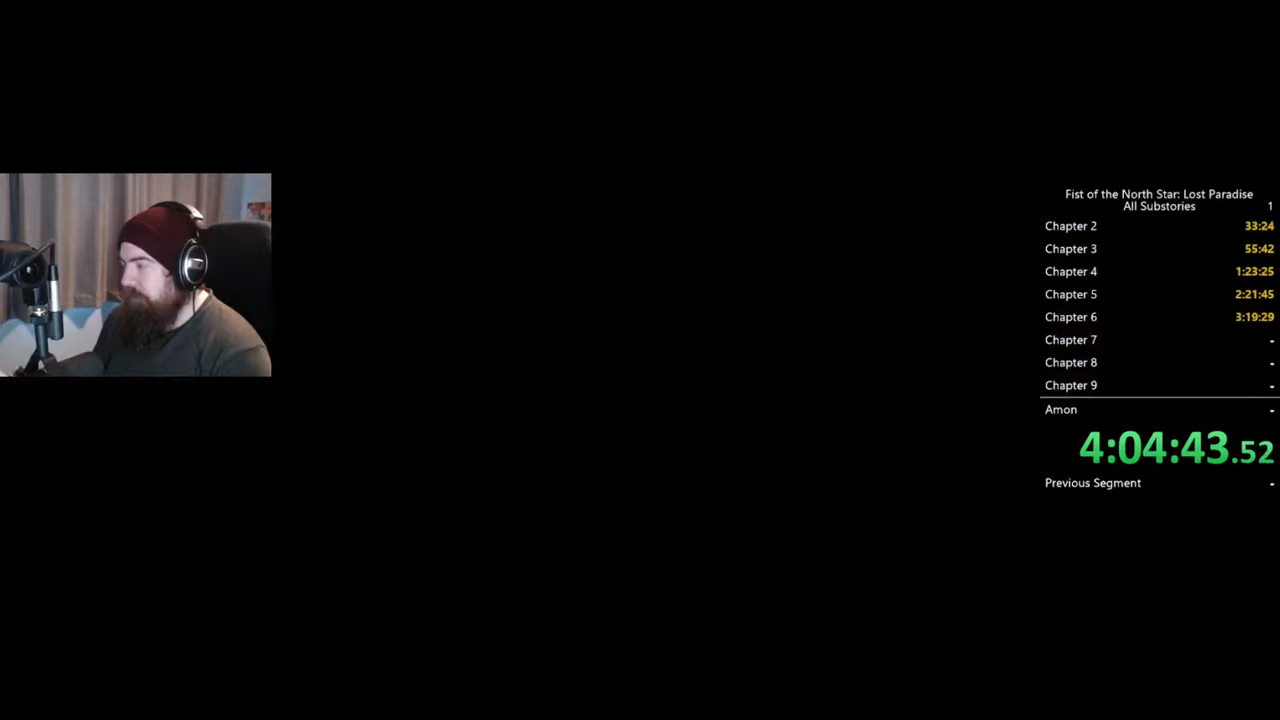 Fist of the North Star: Lost Paradise
All Substories 1
Chapter 2 33:24
Chapter 3 55:42
Chapter 4 1:23:25
Chapter 5 2:21:45
Chapter 6 3:19:29
Chapter 7 -
Chapter 8 -
Chapter 9 -
Amon -
4:04:43.52
Previous Segment -